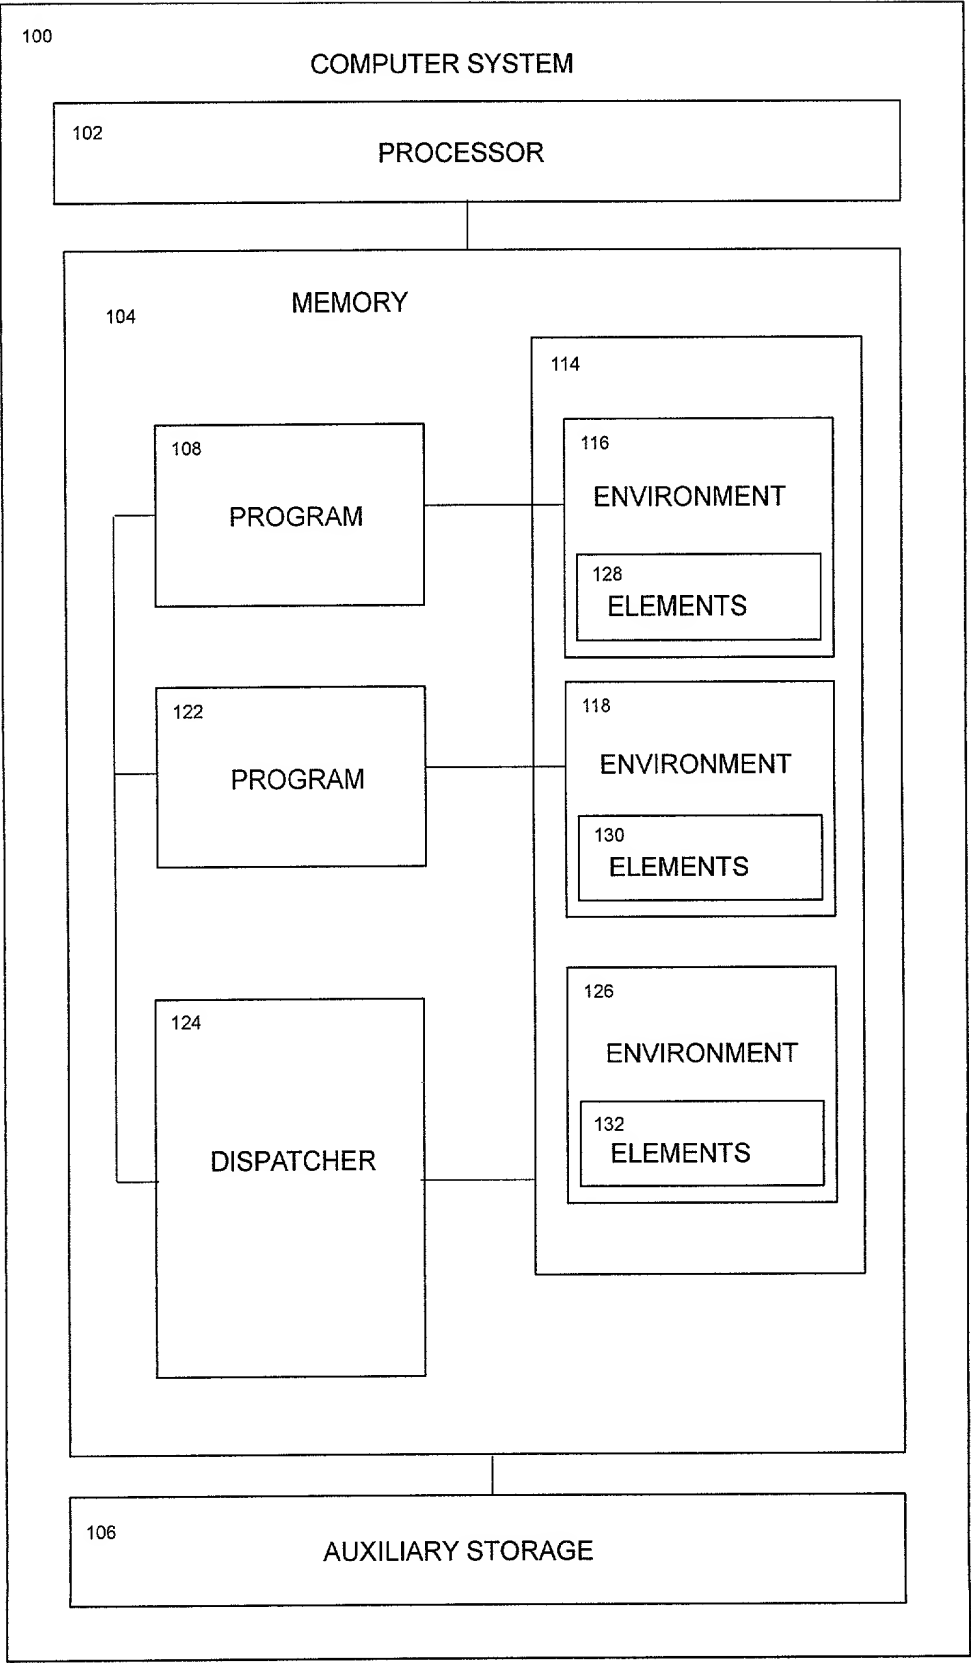 100
COMPUTER SYSTEM
102
PROCESSOR
104
MEMORY
108
PROGRAM
114
116
ENVIRONMENT
128
ELEMENTS
122
PROGRAM
118
ENVIRONMENT
130
ELEMENTS
124
DISPATCHER
126
ENVIRONMENT
132
ELEMENTS
106
AUXILIARY STORAGE